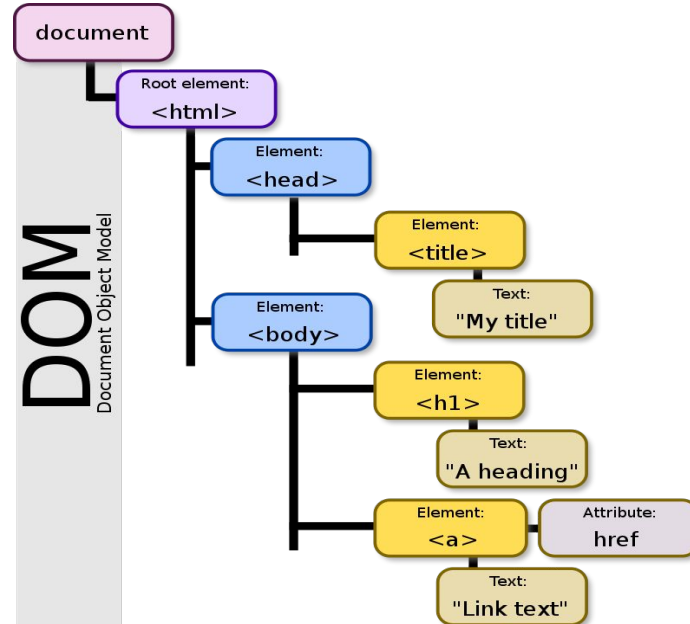 document
Root element:
<html>
Element:
<head>
Element:
<title>
Text:
"My title"
Element:
<body>
Element:
<h1>
Text:
"A heading"
Element:
<a>
Attribute:
href
Text:
"Link text"
DOM
Document Object Model